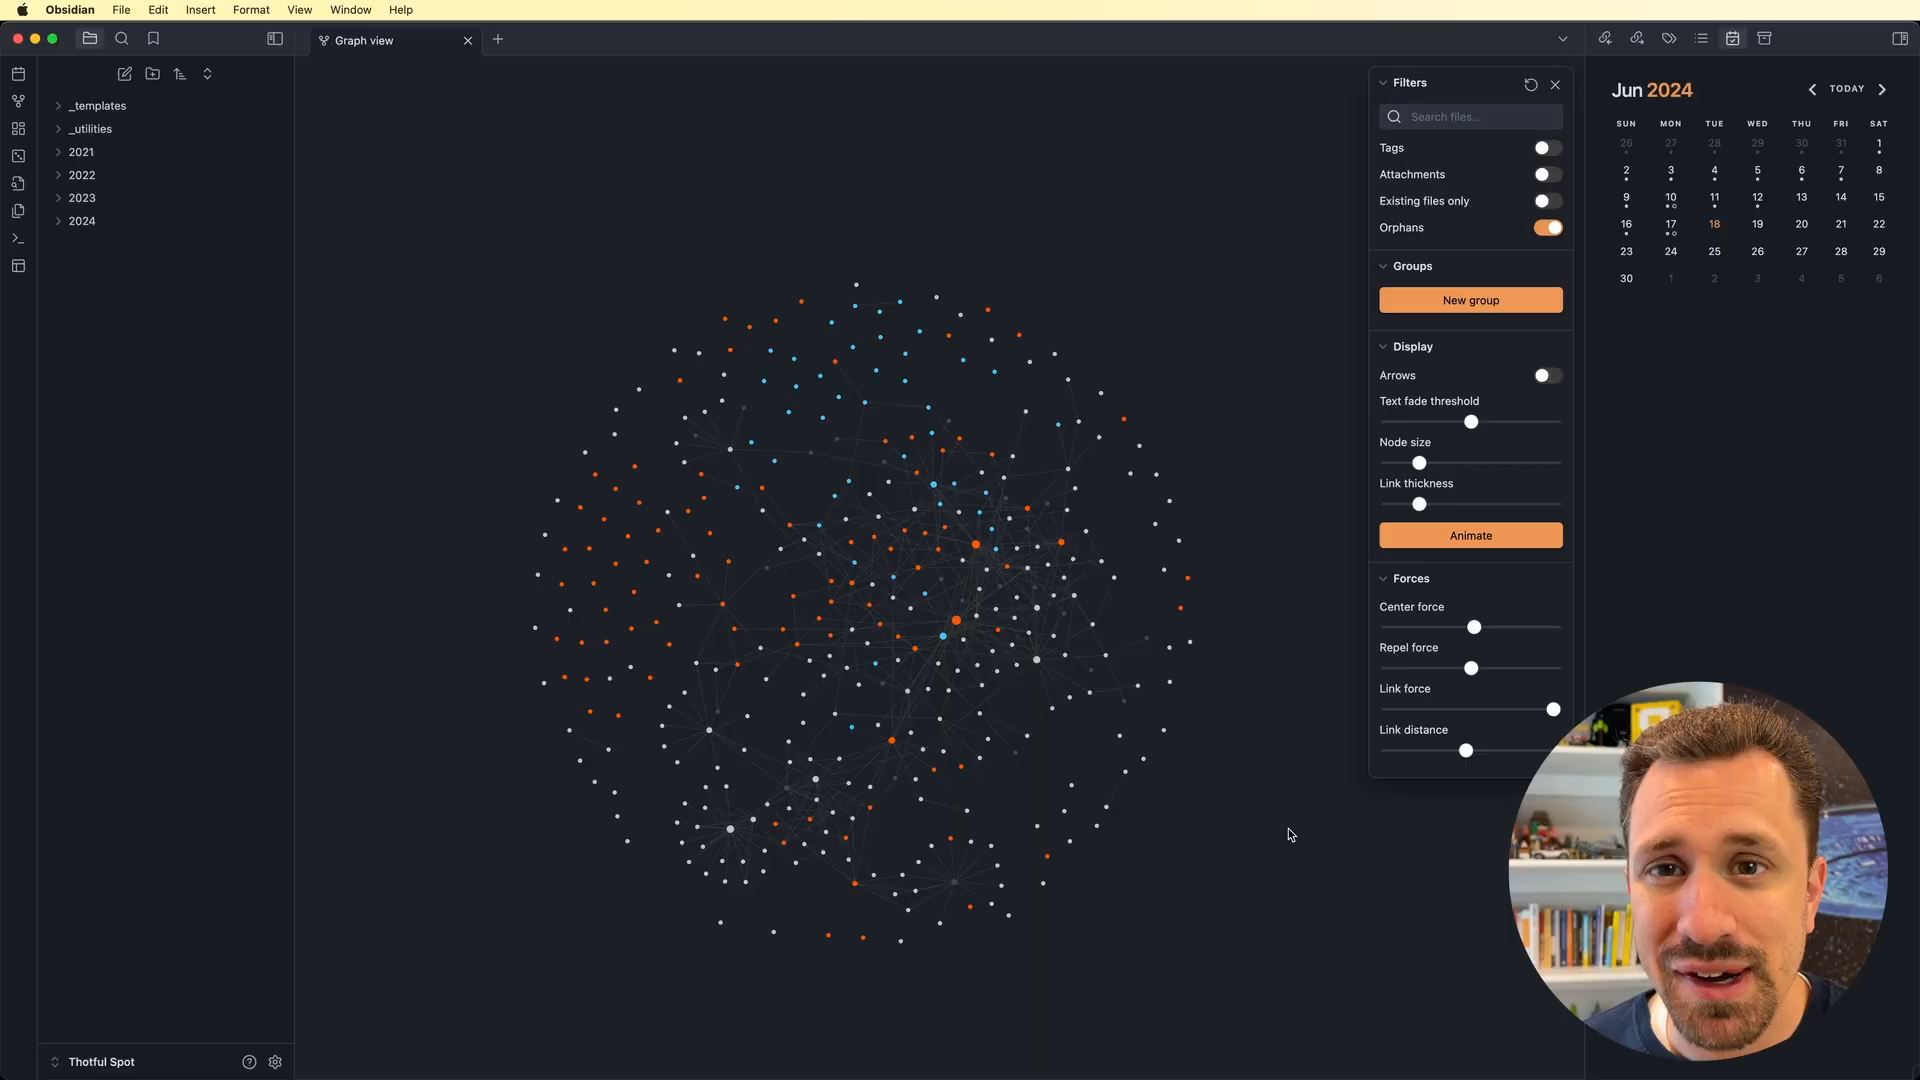 Obsidian File Edit Insert Format View Window Help
Graph view
_templates
_utilities
2021
2022
2023
2024
Thotful Spot
Filters
Search files...
Tags
Attachments
Existing files only
Orphans
Groups
New group
Display
Arrows
Text fade threshold
Node size
Link thickness
Animate
Forces
Center force
Repel force
Link force
Link distance
Jun 2024 TODAY
SUN MON TUE WED THU FRI SAT
26 27 28 29 30 31 1
2 3 4 5 6 7 8
9 10 11 12 13 14 15
16 17 18 19 20 21 22
23 24 25 26 27 28 29
30 1 2 3 4 5 6